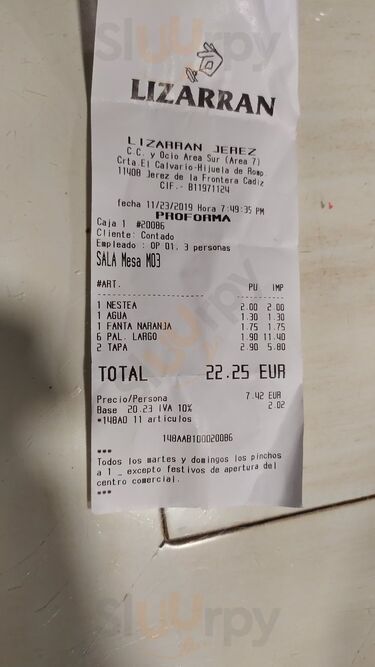 Sluurpy
LIZARRAN
LIZARRAN JEREZ
C.C. y Ocio Area Sur (Area 7)
Crta.El Calvario-Hijuela de Romp
11408 Jerez de la Frontera Cadiz
CIF.- B11971124
fecha 11/23/2019 Hora 7:49:35 PM
PROFORMA
Caja 1 #20086
Cliente: Contado
Empleado : OP 01. 3 personas
SALA Mesa M03
#ART. PU IMP
1 NESTEA 2.00 2.00
1 AGUA 1.30 1.30
1 FANTA NARANJA 1.75 1.75
6 PAL. LARGO 1.90 11.40
2 TAPA 2.90 5.80
TOTAL 22.25 EUR
Precio/Persona 7.42 EUR
Base 20.23 IVA 10% 2.02
*148A0 11 articulos
148AAB100020086
***
Todos los martes y domingos los pinchos
a 1 _ excepto festivos de apertura del
centro comercial.
***
Sluurpy